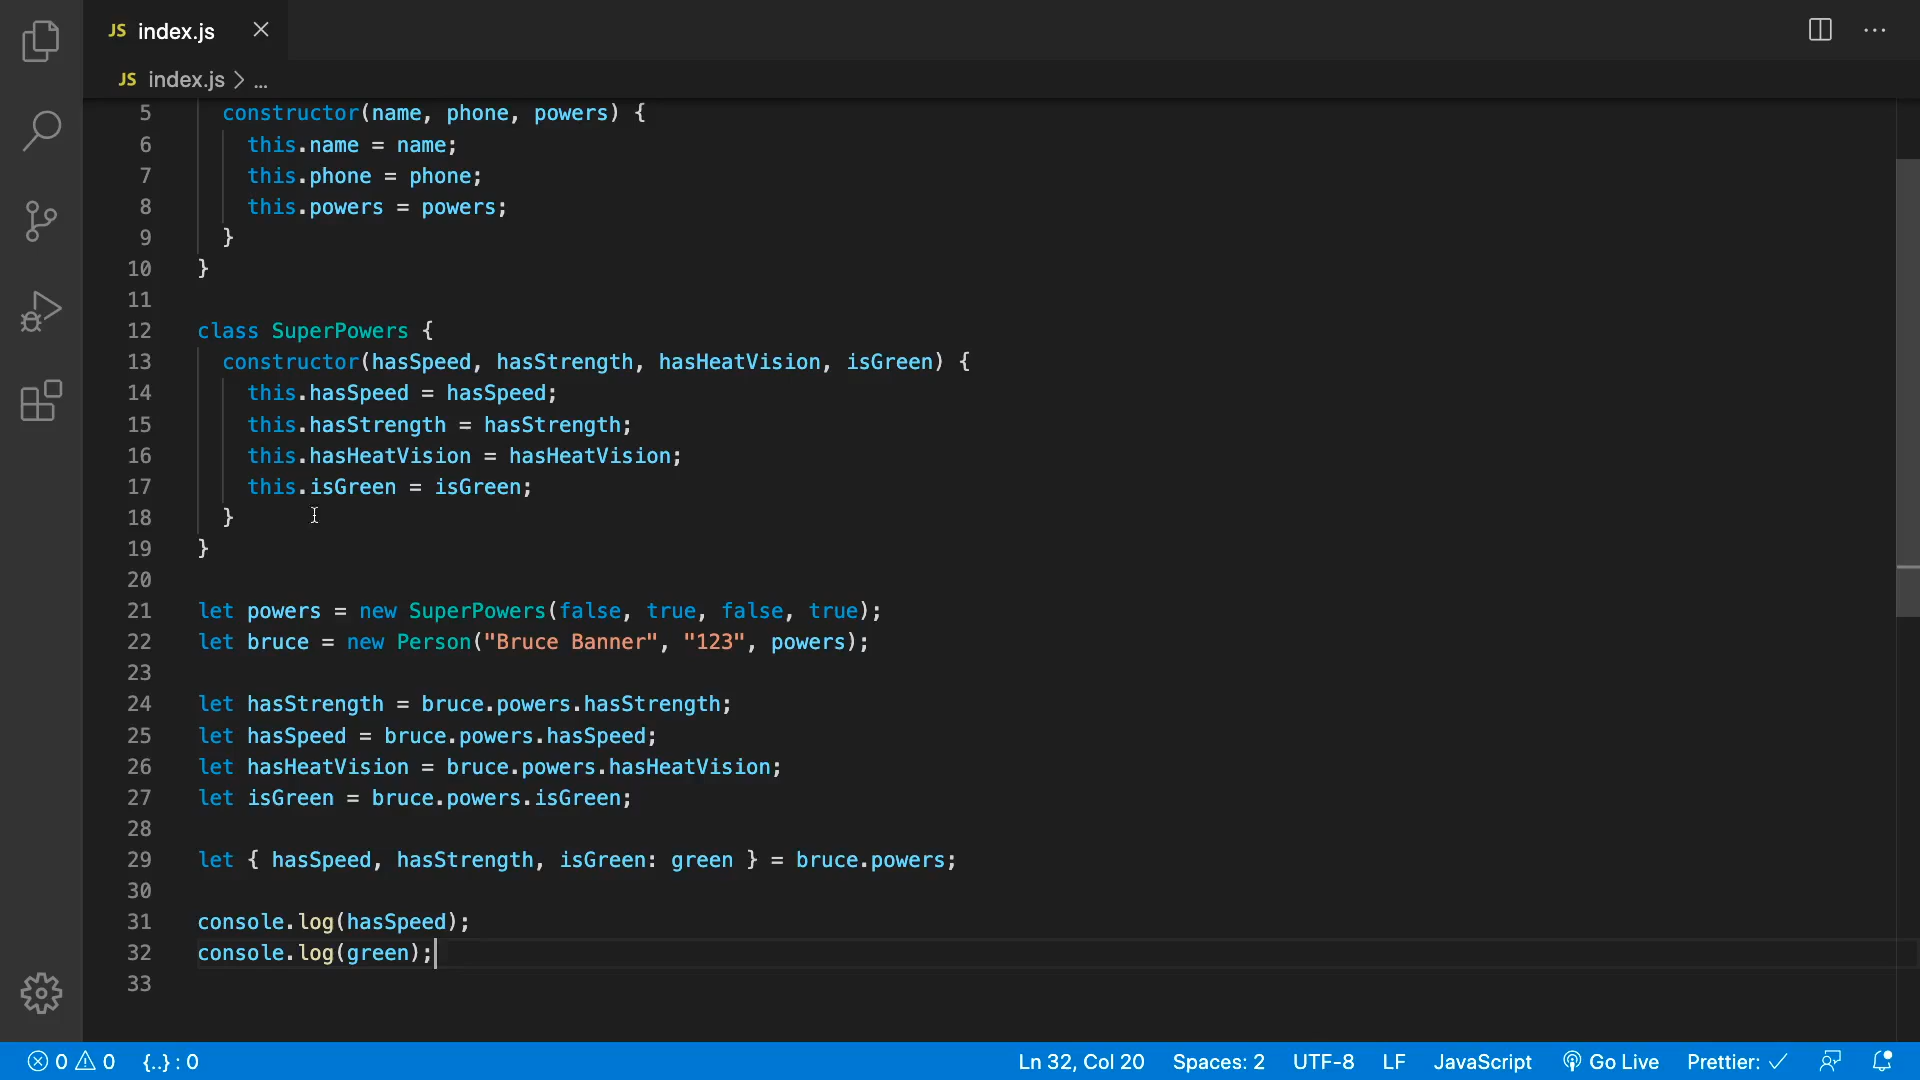 JS index.js
JS index.js > ...
5 constructor(name, phone, powers) {
6 this.name = name;
7 this.phone = phone;
8 this.powers = powers;
9 }
10 }
11
12 class SuperPowers {
13 constructor(hasSpeed, hasStrength, hasHeatVision, isGreen) {
14 this.hasSpeed = hasSpeed;
15 this.hasStrength = hasStrength;
16 this.hasHeatVision = hasHeatVision;
17 this.isGreen = isGreen;
18 }
19 }
20
21 let powers = new SuperPowers(false, true, false, true);
22 let bruce = new Person("Bruce Banner", "123", powers);
23
24 let hasStrength = bruce.powers.hasStrength;
25 let hasSpeed = bruce.powers.hasSpeed;
26 let hasHeatVision = bruce.powers.hasHeatVision;
27 let isGreen = bruce.powers.isGreen;
28
29 let { hasSpeed, hasStrength, isGreen: green } = bruce.powers;
30
31 console.log(hasSpeed);
32 console.log(green);
33
0 0 {..} : 0 Ln 32, Col 20 Spaces: 2 UTF-8 LF JavaScript Go Live Prettier: ✓